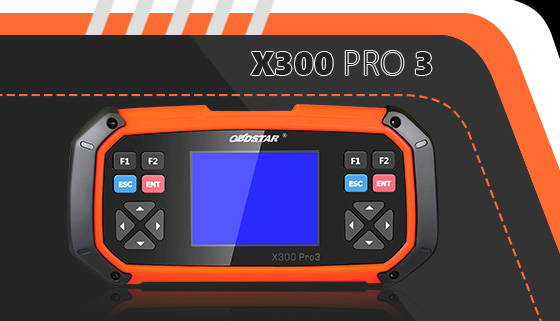 X300 PRO 3
OBDSTAR ®
F1 F2 F1 F2
ESC ENT ESC ENT
X300 Pro3